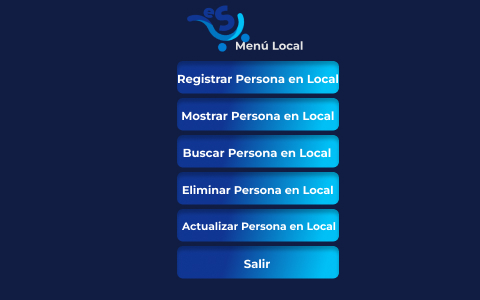 eS
Menú Local
Registrar Persona en Local
Mostrar Persona en Local
Buscar Persona en Local
Eliminar Persona en Local
Actualizar Persona en Local
Salir